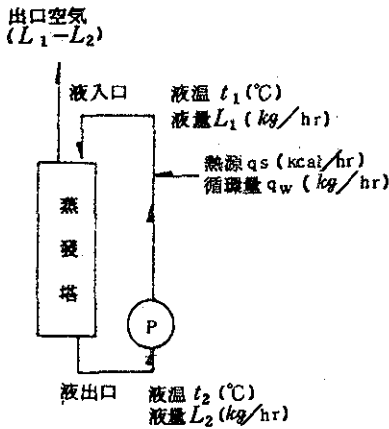 出口空気
(L₁−L₂)
液入口
液温 t₁ (℃)
液量 L₁ (kg/hr)
熱源 qs (kcal/hr)
循環量 qw (kg/hr)
蒸發塔
P
液出口
液温 t₂ (℃)
液量 L₂ (kg/hr)